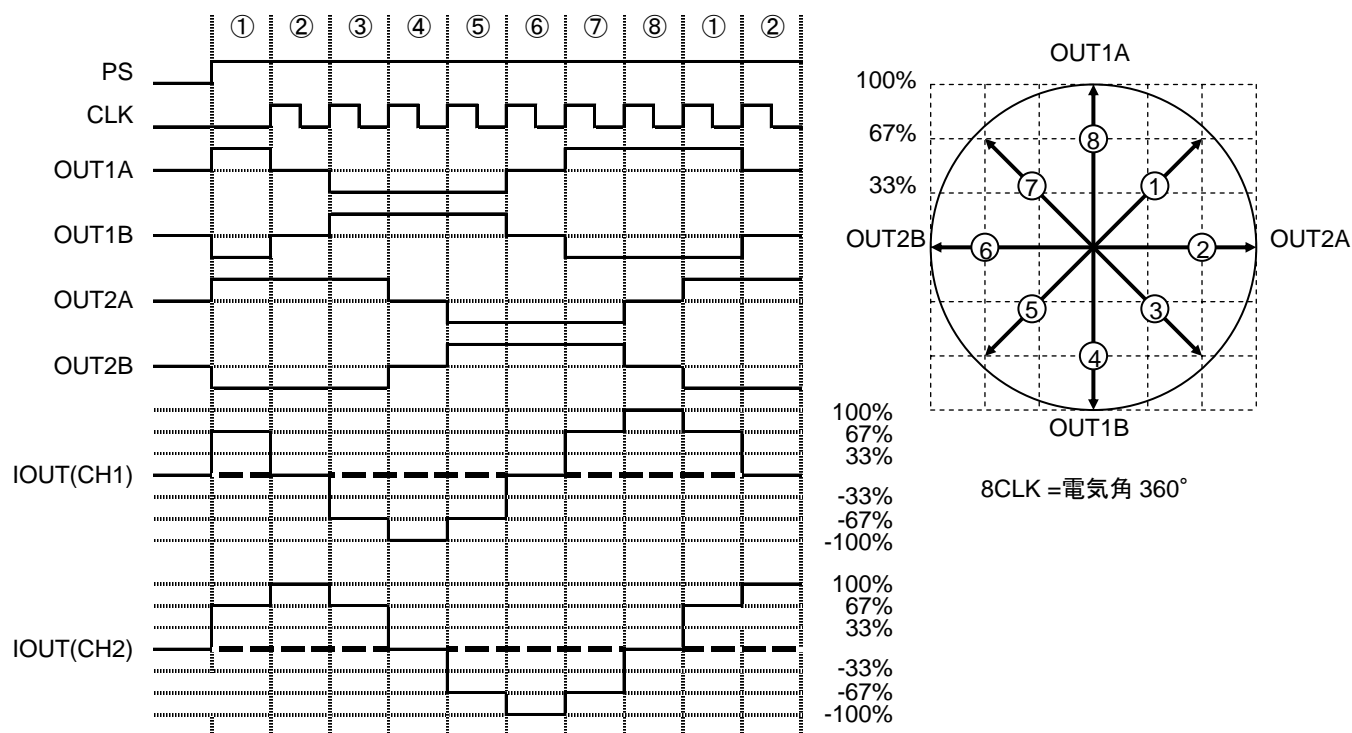 ① ② ③ ④ ⑤ ⑥ ⑦ ⑧ ① ②
PS
CLK
OUT1A
OUT1B
OUT2A
OUT2B
IOUT(CH1)
100%
67%
33%
-33%
-67%
-100%
IOUT(CH2)
100%
67%
33%
-33%
-67%
-100%
OUT1A
100%
67%
33%
OUT2B
OUT2A
OUT1B
⑧
⑦
①
⑥
②
⑤
③
④
8CLK =電気角 360°